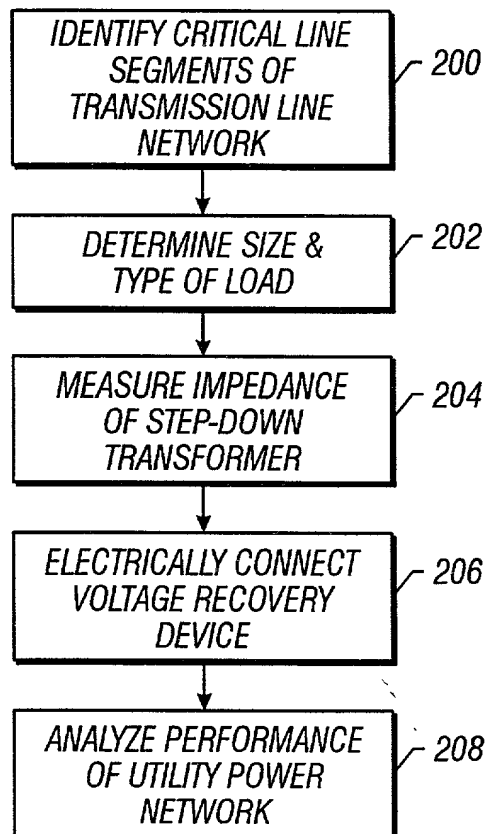 IDENTIFY CRITICAL LINE
SEGMENTS OF
TRANSMISSION LINE
NETWORK
200
DETERMINE SIZE &
TYPE OF LOAD
202
MEASURE IMPEDANCE
OF STEP-DOWN
TRANSFORMER
204
ELECTRICALLY CONNECT
VOLTAGE RECOVERY
DEVICE
206
ANALYZE PERFORMANCE
OF UTILITY POWER
NETWORK
208